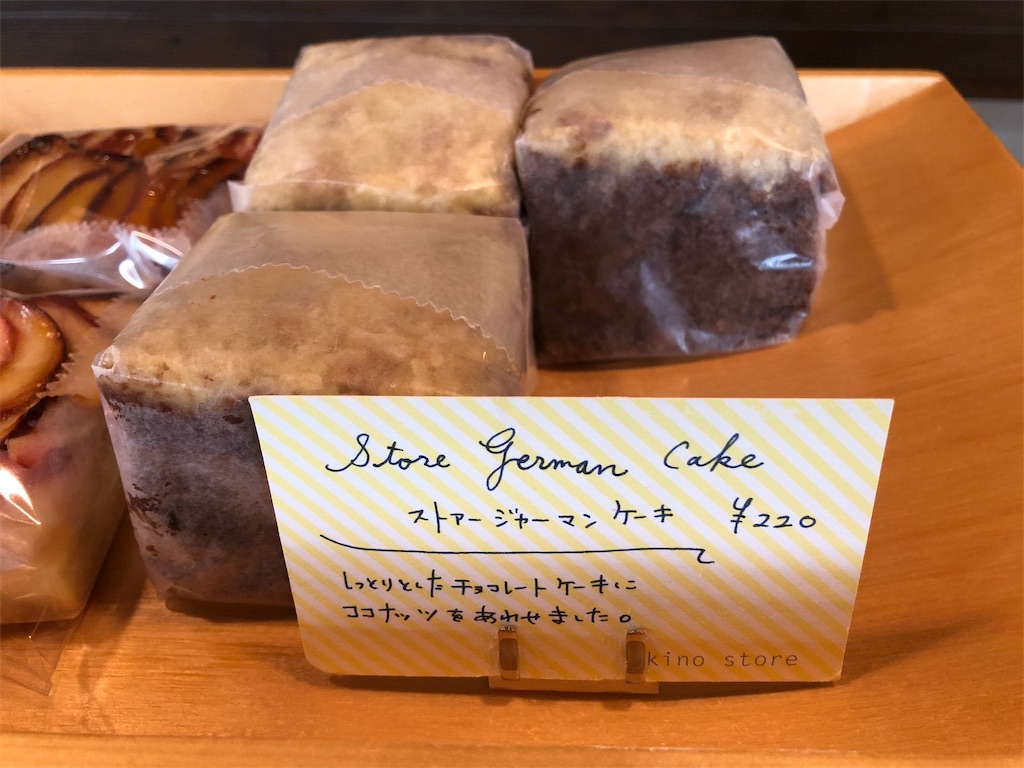 Store German Cake
ストアージャーマンケーキ ¥220
しっとりとしたチョコレートケーキに
ココナッツをあわせました。
kino store